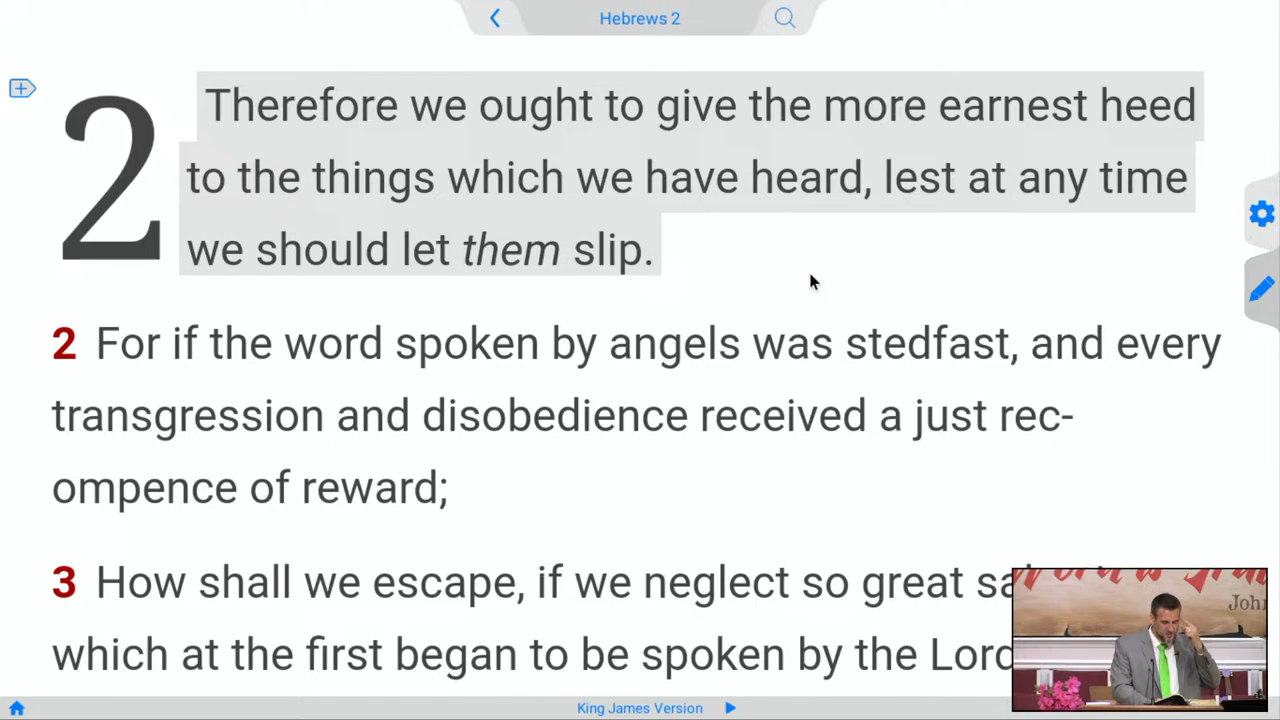 Hebrews 2
2 Therefore we ought to give the more earnest heed
to the things which we have heard, lest at any time
we should let them slip.
2 For if the word spoken by angels was stedfast, and every
transgression and disobedience received a just rec-
ompence of reward;
3 How shall we escape, if we neglect so great
which at the first began to be spoken by the Lord
Word is
John
King James Version